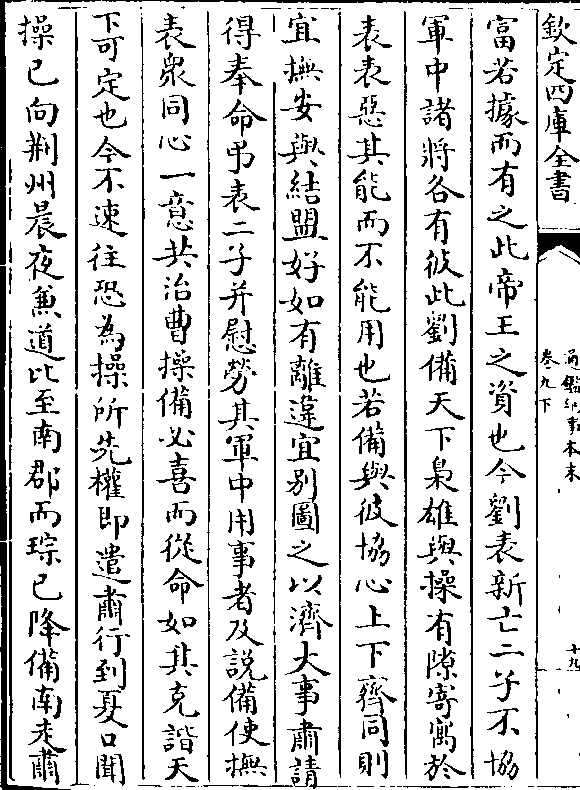 欽定四庫全書
通鑑紀事本末
卷九下
十九
富若據而有之此帝王之資也今劉表新亡二子不協
軍中諸將各有彼此劉備天下梟雄與操有隙寄寓於
表表惡其能而不能用也若備與彼協心上下齊同則
宜撫安與結盟好如有離違宜別圖之以濟大事肅請
得奉命弔表二子并慰勞其軍中用事者及說備使撫
表衆同心一意共治曹操備必喜而從命如其克諧天
下可定也今不速往恐為操所先權即遣肅行到夏口聞
操已向荆州晨夜兼道比至南郡而琮已降備南走肅